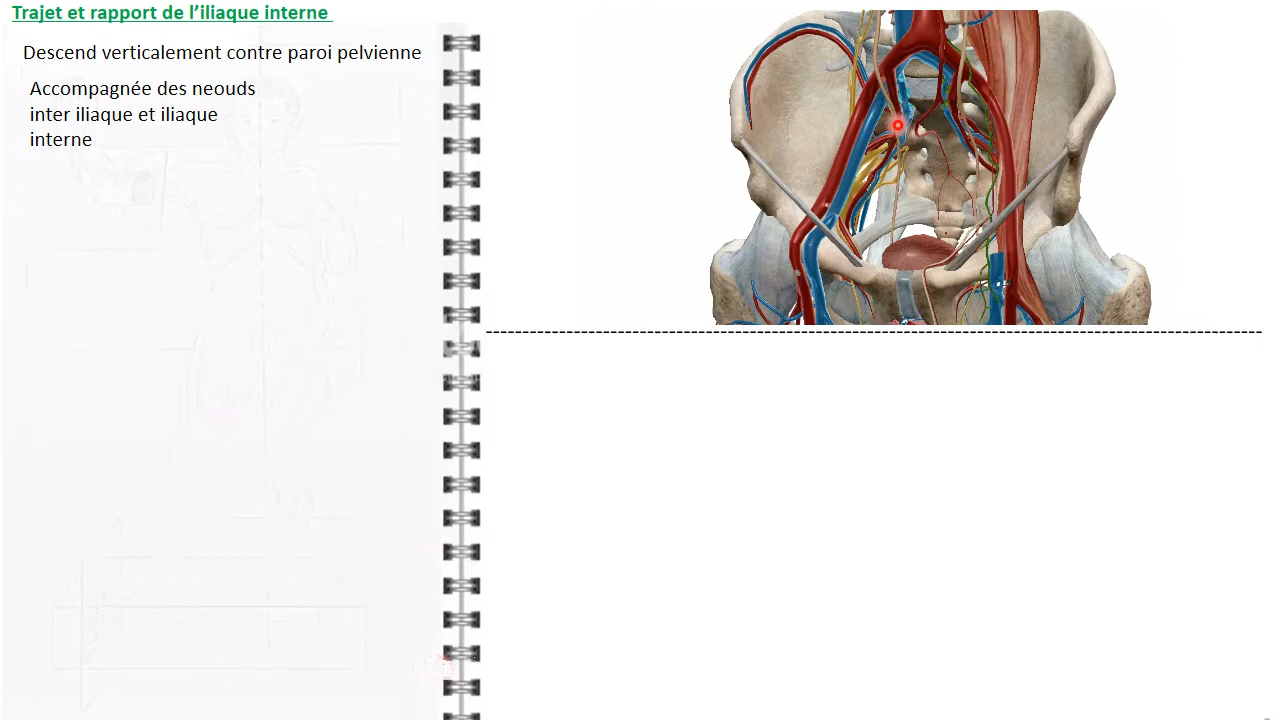 Trajet et rapport de l’iliaque interne
Descend verticalement contre paroi pelvienne
Accompagnée des neouds
inter iliaque et iliaque
interne